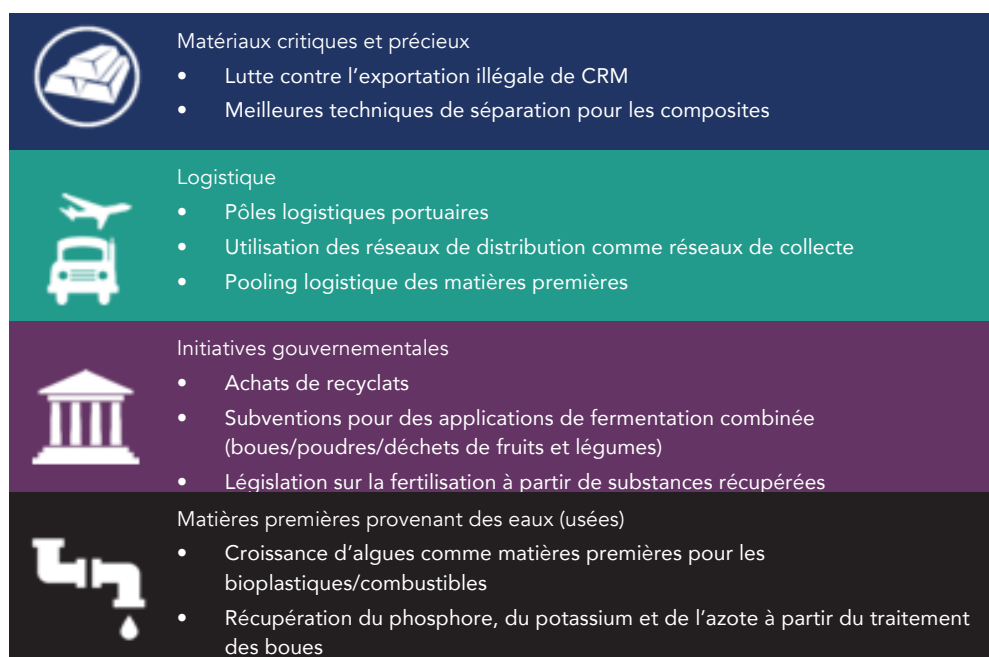 Matériaux critiques et précieux
• Lutte contre l’exportation illégale de CRM
• Meilleures techniques de séparation pour les composites
Logistique
• Pôles logistiques portuaires
• Utilisation des réseaux de distribution comme réseaux de collecte
• Pooling logistique des matières premières
Initiatives gouvernementales
• Achats de recyclats
• Subventions pour des applications de fermentation combinée
(boues/poudres/déchets de fruits et légumes)
• Législation sur la fertilisation à partir de substances récupérées
Matières premières provenant des eaux (usées)
• Croissance d’algues comme matières premières pour les
bioplastiques/combustibles
• Récupération du phosphore, du potassium et de l’azote à partir du traitement
des boues